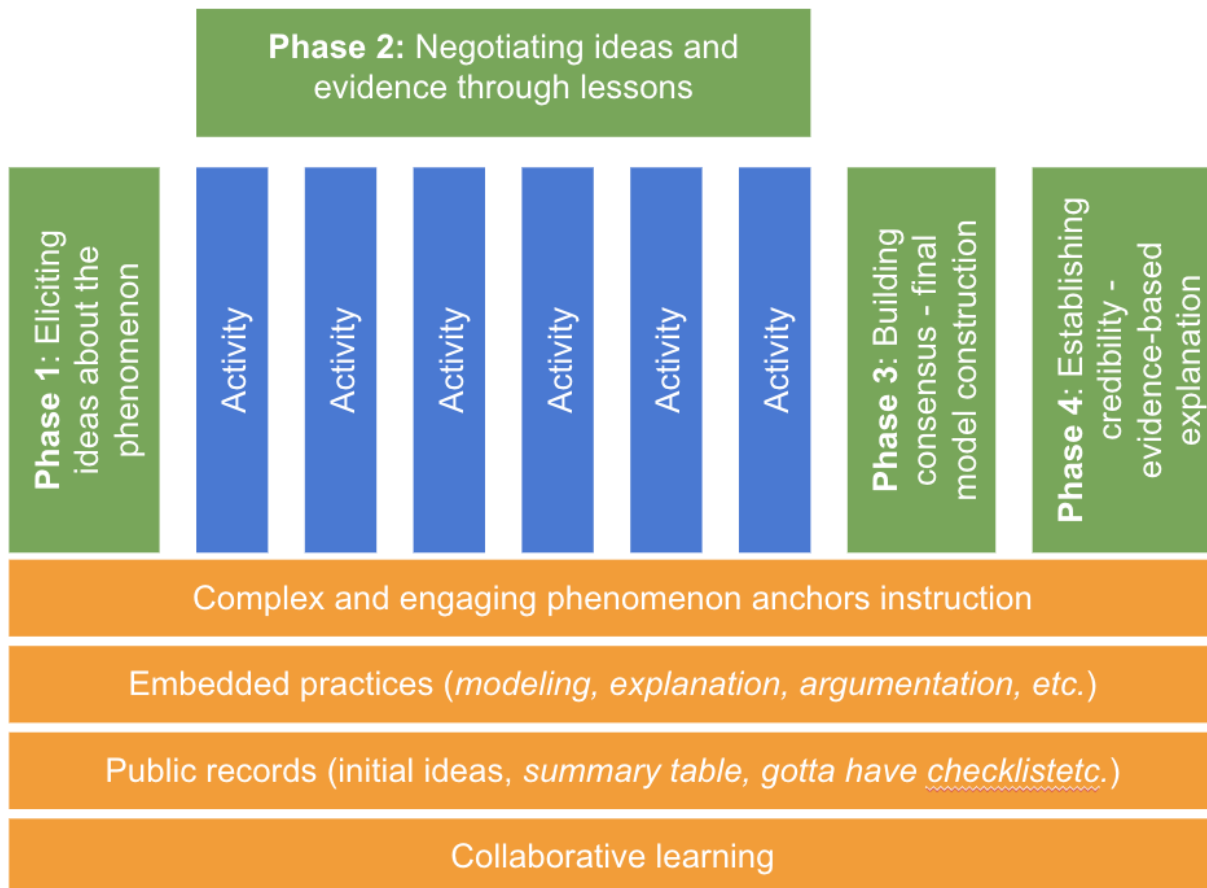 Phase 2: Negotiating ideas and
evidence through lessons
Phase 1: Eliciting
ideas about the
phenomenon
Activity
Activity
Activity
Activity
Activity
Activity
Phase 3: Building
consensus - final
model construction
Phase 4: Establishing
credibility -
evidence-based
explanation
Complex and engaging phenomenon anchors instruction
Embedded practices (modeling, explanation, argumentation, etc.)
Public records (initial ideas, summary table, gotta have checklistetc.)
Collaborative learning